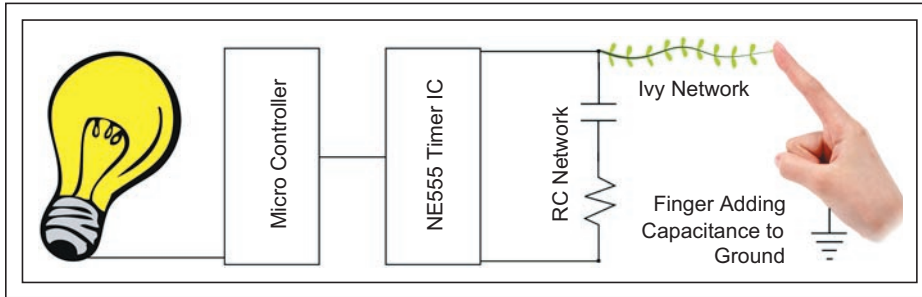 Micro Controller
NE555 Timer IC
RC Network
Ivy Network
Finger Adding
Capacitance to
Ground